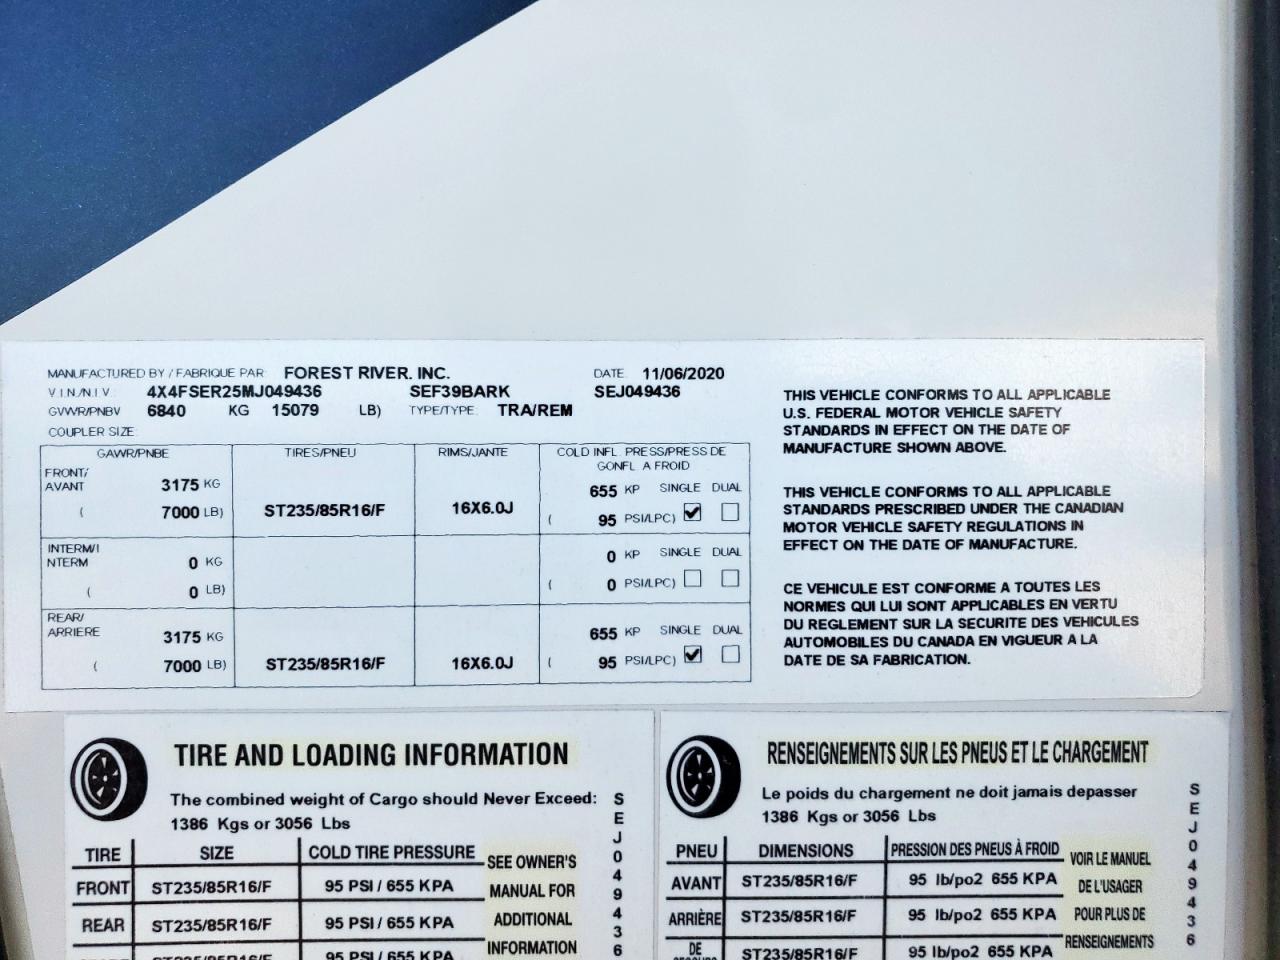 MANUFACTURED BY / FABRIQUE PAR: FOREST RIVER, INC. DATE: 11/06/2020
V.I.N./N.I.V.: 4X4FSER25MJ049436 SEF39BARK SEJ049436
GVWR/PNBV 6840 KG 15079 LB) TYPE/TYPE: TRA/REM
COUPLER SIZE:
GAWR/PNBE TIRES/PNEU RIMS/JANTE COLD INFL. PRESS/PRESS DE
GONFL. A FROID
FRONT/
AVANT
3175 KG 655 KP SINGLE DUAL
( 7000 LB) ST235/85R16/F 16X6.0J ( 95 PSI/LPC)
INTERM/I
NTERM
0 KG 0 KP SINGLE DUAL
( 0 LB) ( 0 PSI/LPC)
REAR/
ARRIERE
3175 KG 655 KP SINGLE DUAL
( 7000 LB) ST235/85R16/F 16X6.0J ( 95 PSI/LPC)
THIS VEHICLE CONFORMS TO ALL APPLICABLE
U.S. FEDERAL MOTOR VEHICLE SAFETY
STANDARDS IN EFFECT ON THE DATE OF
MANUFACTURE SHOWN ABOVE.
THIS VEHICLE CONFORMS TO ALL APPLICABLE
STANDARDS PRESCRIBED UNDER THE CANADIAN
MOTOR VEHICLE SAFETY REGULATIONS IN
EFFECT ON THE DATE OF MANUFACTURE.
CE VEHICULE EST CONFORME A TOUTES LES
NORMES QUI LUI SONT APPLICABLES EN VERTU
DU REGLEMENT SUR LA SECURITE DES VEHICULES
AUTOMOBILES DU CANADA EN VIGUEUR A LA
DATE DE SA FABRICATION.
TIRE AND LOADING INFORMATION
The combined weight of Cargo should Never Exceed:
1386 Kgs or 3056 Lbs
TIRE SIZE COLD TIRE PRESSURE
FRONT ST235/85R16/F 95 PSI / 655 KPA
REAR ST235/85R16/F 95 PSI / 655 KPA
ST235/85R16/F 95 PSI / 655 KPA
SEE OWNER'S
MANUAL FOR
ADDITIONAL
INFORMATION
SEJ049436
RENSEIGNEMENTS SUR LES PNEUS ET LE CHARGEMENT
Le poids du chargement ne doit jamais depasser
1386 Kgs or 3056 Lbs
PNEU DIMENSIONS PRESSION DES PNEUS À FROID
AVANT ST235/85R16/F 95 lb/po2 655 KPA
ARRIÈRE ST235/85R16/F 95 lb/po2 655 KPA
DE ST235/85R16/F 95 lb/po2 655 KPA
VOIR LE MANUEL
DE L'USAGER
POUR PLUS DE
RENSEIGNEMENTS
SEJ049436